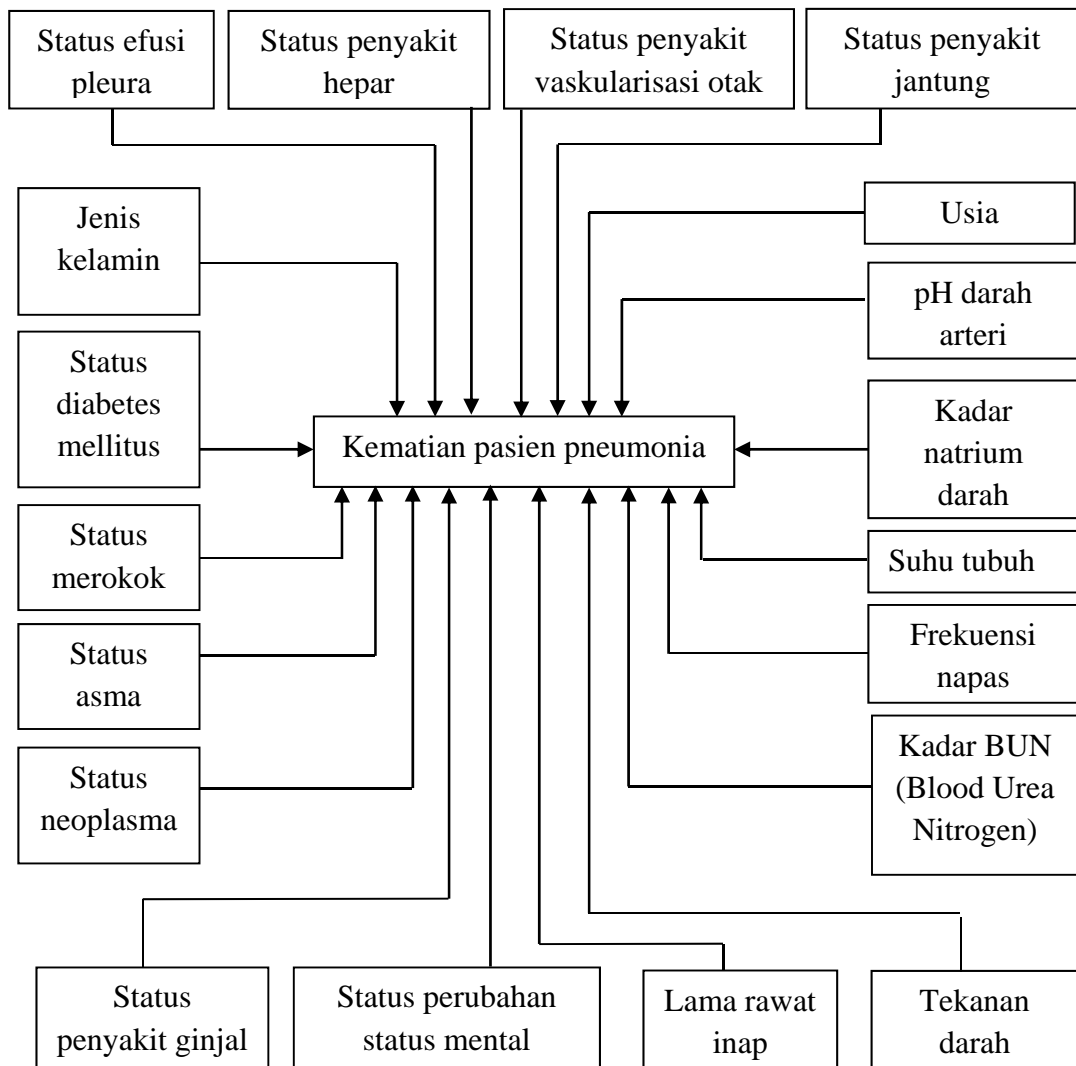 Status efusi
pleura
Status penyakit
hepar
Status penyakit
vaskularisasi otak
Status penyakit
jantung
Jenis
kelamin
Usia
pH darah
arteri
Status
diabetes
mellitus
Kematian pasien pneumonia
Kadar
natrium
darah
Status
merokok
Suhu tubuh
Status
asma
Frekuensi
napas
Status
neoplasma
Kadar BUN
(Blood Urea
Nitrogen)
Status
penyakit ginjal
Status perubahan
status mental
Lama rawat
inap
Tekanan
darah